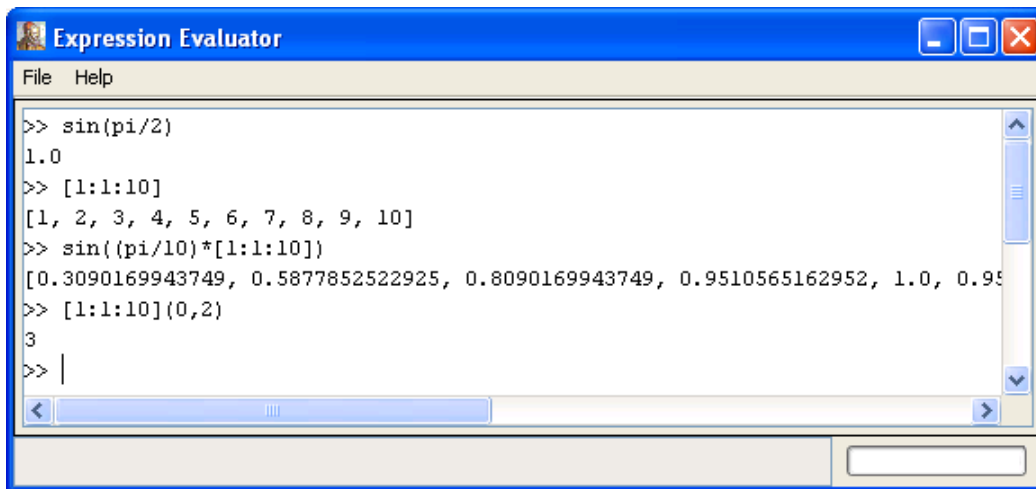 Expression Evaluator
File Help
>> sin(pi/2)
1.0
>> [1:1:10]
[1, 2, 3, 4, 5, 6, 7, 8, 9, 10]
>> sin((pi/10)*[1:1:10])
[0.3090169943749, 0.5877852522925, 0.8090169943749, 0.9510565162952, 1.0, 0.95
>> [1:1:10](0,2)
3
>>